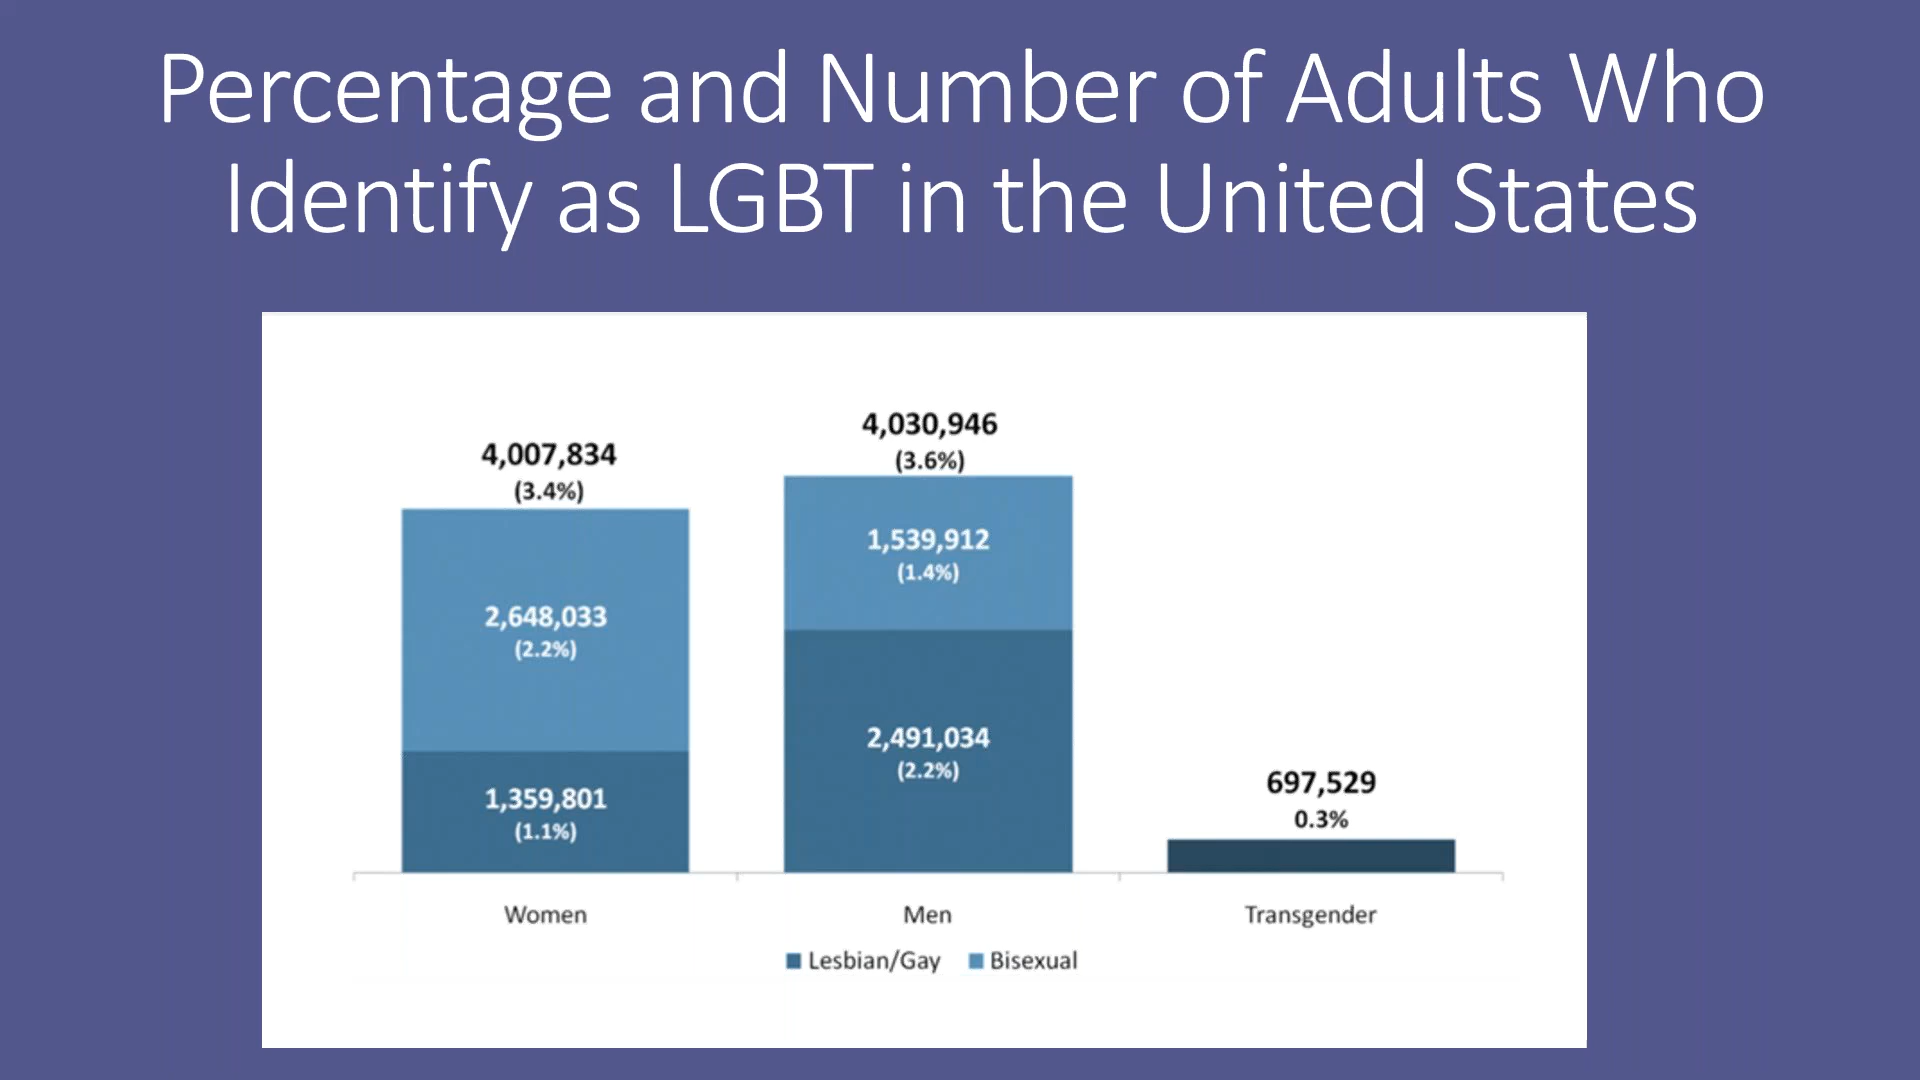 Percentage and Number of Adults Who
Identify as LGBT in the United States
4,007,834
(3.4%)
2,648,033
(2.2%)
1,359,801
(1.1%)
4,030,946
(3.6%)
1,539,912
(1.4%)
2,491,034
(2.2%)
697,529
0.3%
Women
Men
Transgender
Lesbian/Gay
Bisexual